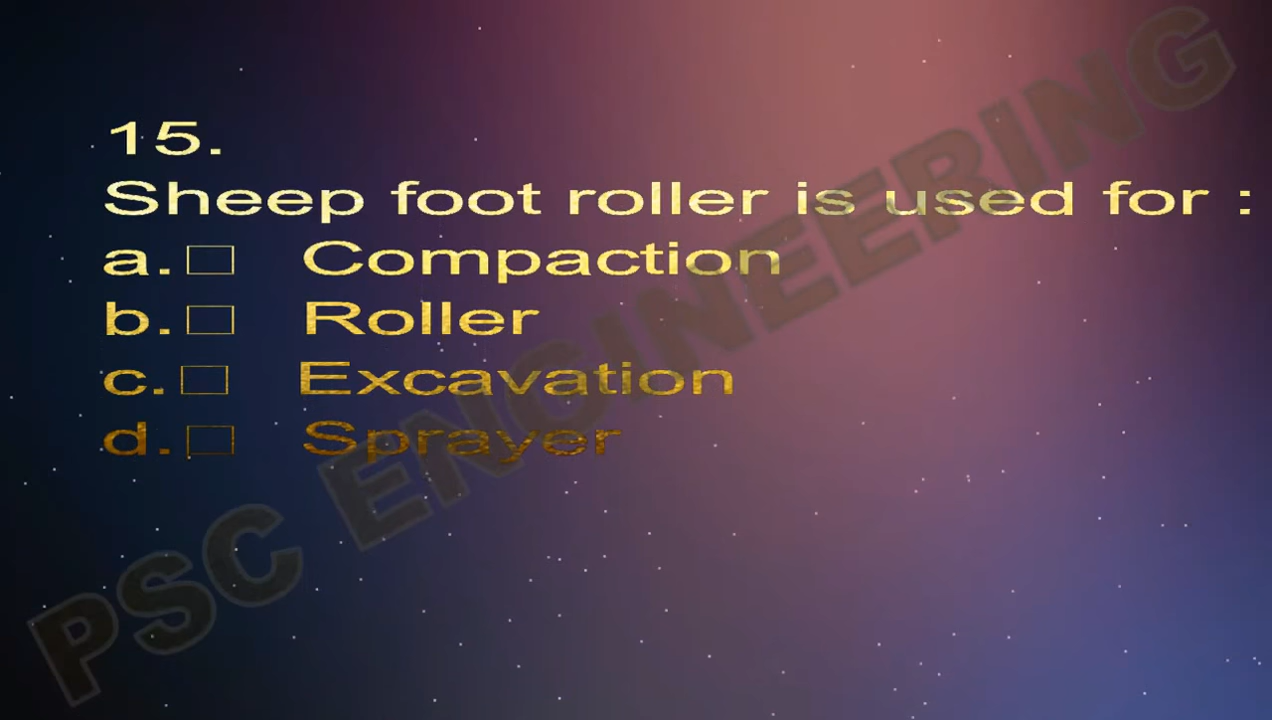 15.
Sheep foot roller is used for :
a.□ Compaction
b.□ Roller
c.□ Excavation
d.□ Sprayer
PSC ENGINEERING